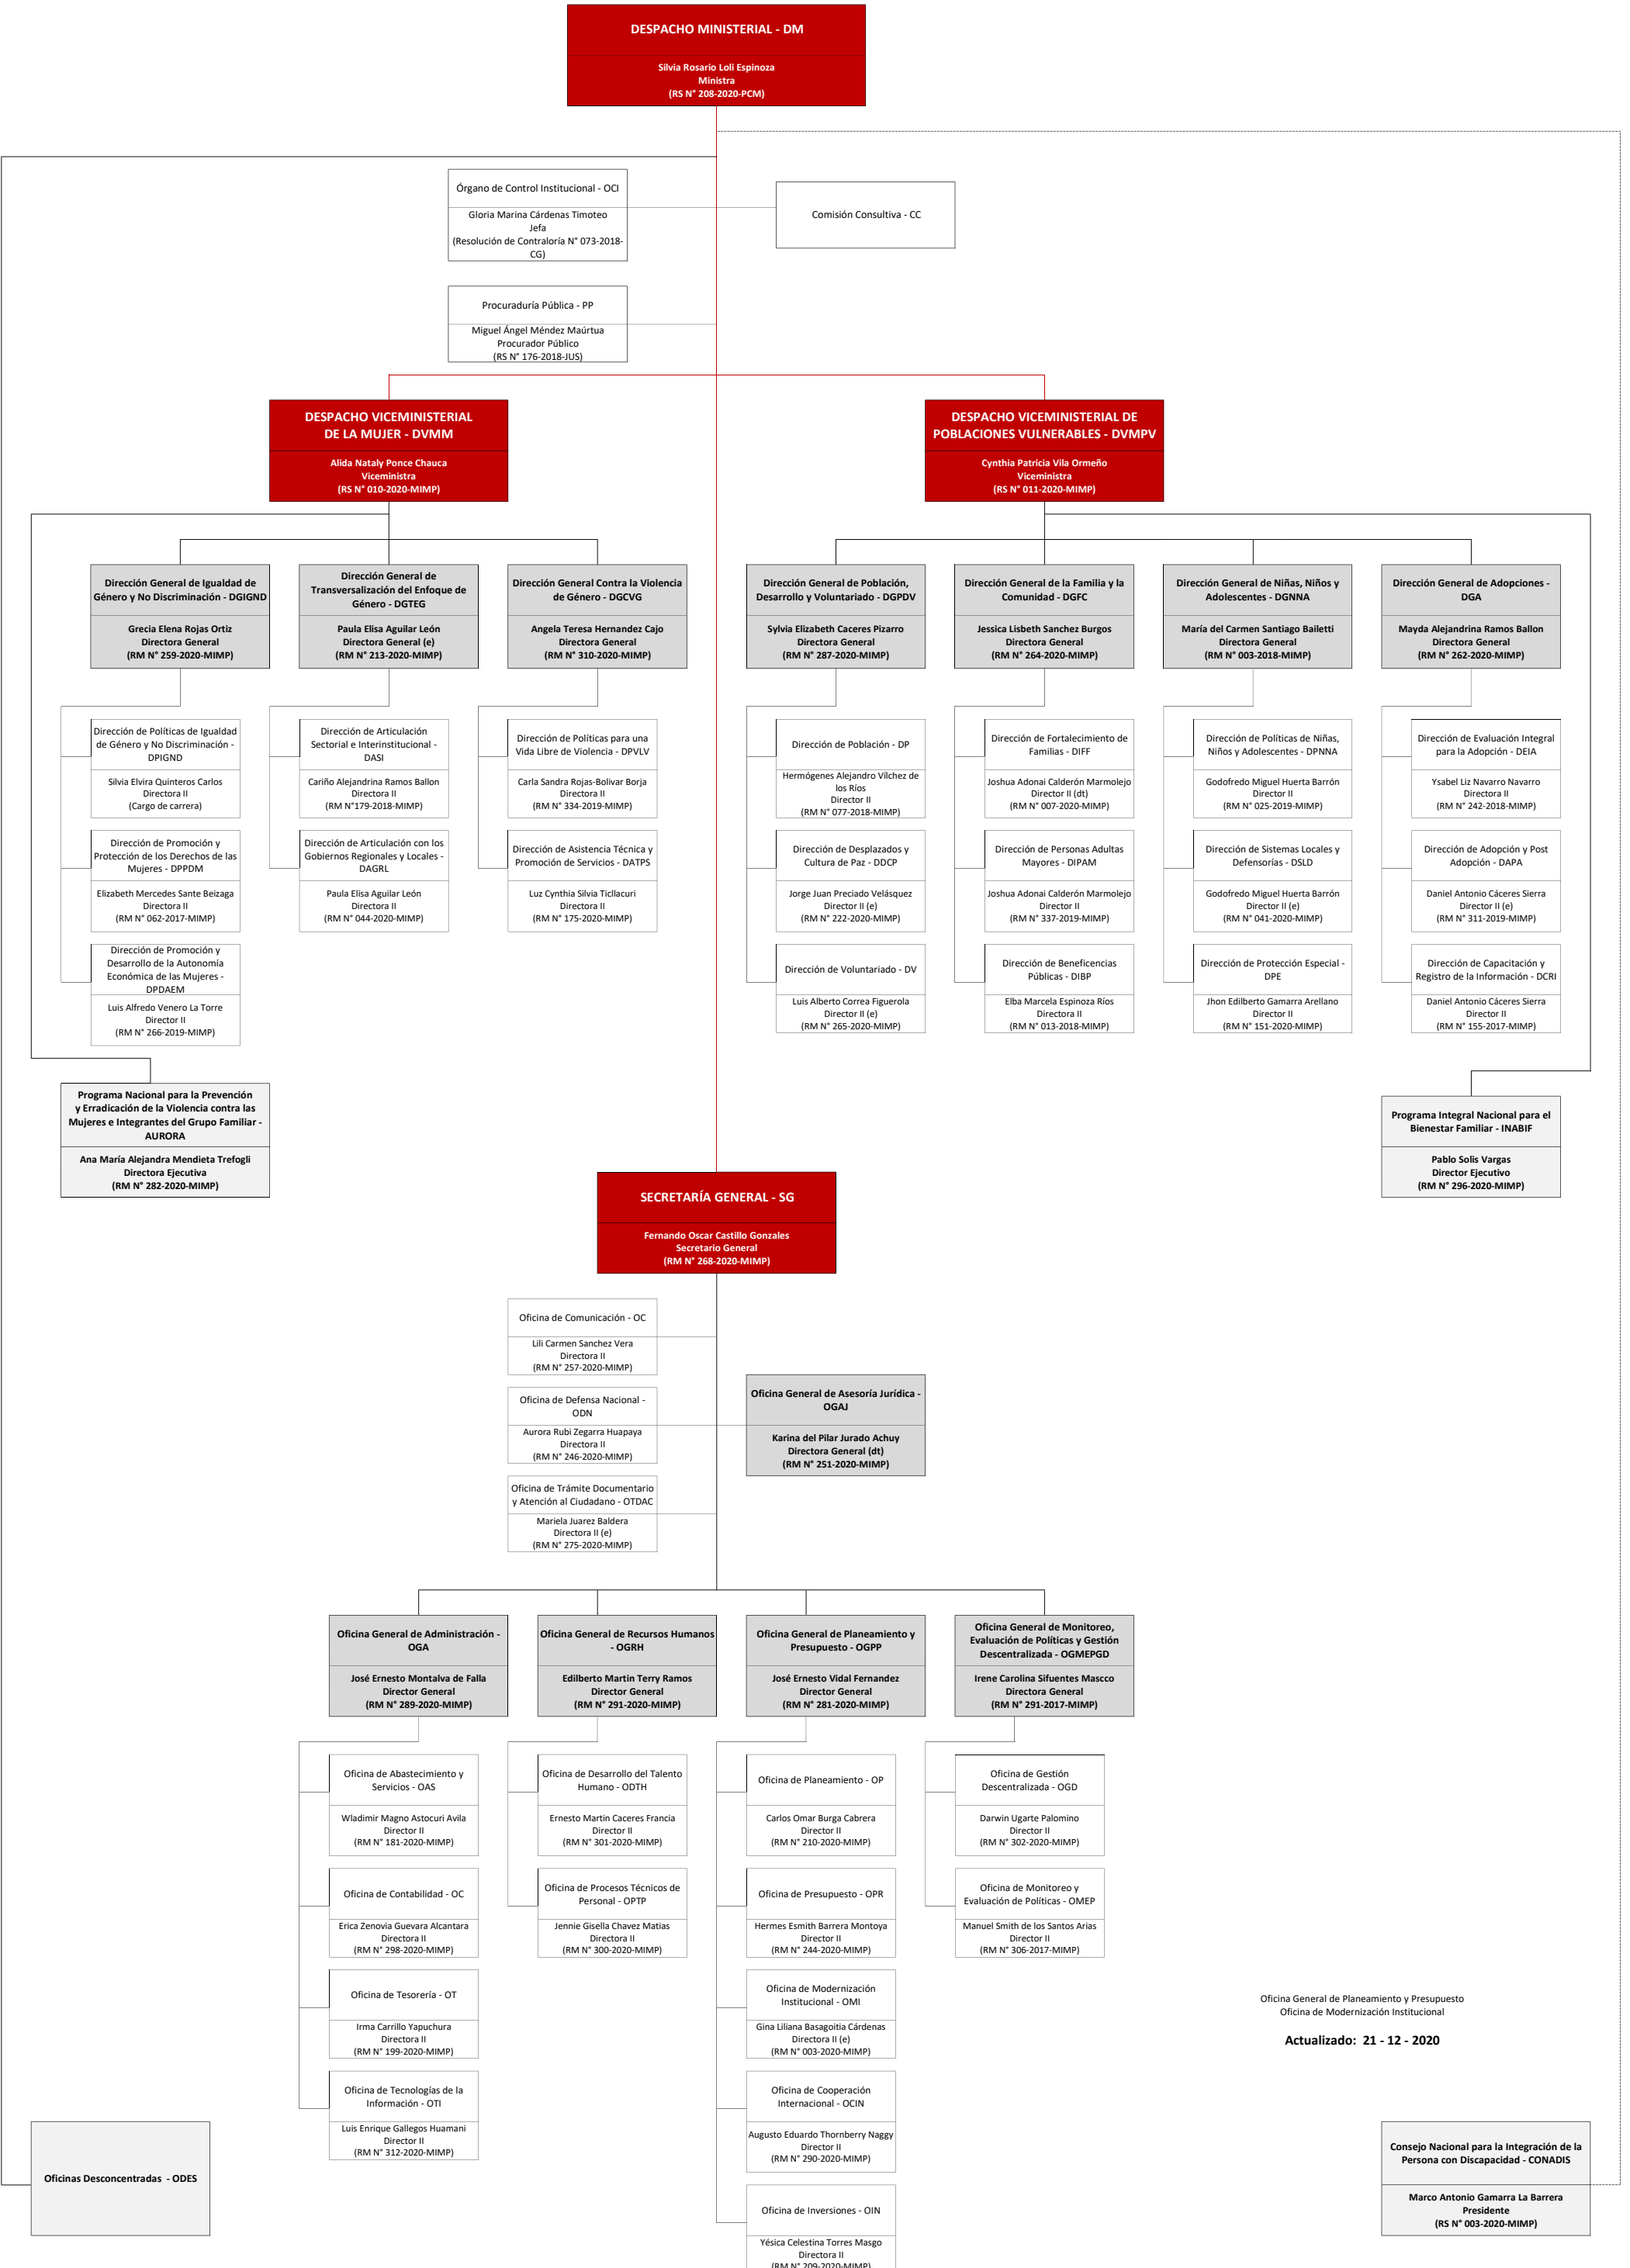 DESPACHO MINISTERIAL - DM
Silvia Rosario Loli Espinoza
Ministra
(RS N° 208-2020-PCM)
Órgano de Control Institucional - OCI
Gloria Marina Cárdenas Timoteo
Jefa
(Resolución de Contraloría N° 073-2018-
CG)
Comisión Consultiva - CC
Procuraduría Pública - PP
Miguel Ángel Méndez Maúrtua
Procurador Público
(RS N° 176-2018-JUS)
DESPACHO VICEMINISTERIAL
DE LA MUJER - DVMM
Alida Nataly Ponce Chauca
Viceministra
(RS N° 010-2020-MIMP)
DESPACHO VICEMINISTERIAL DE
POBLACIONES VULNERABLES - DVMPV
Cynthia Patricia Vila Ormeño
Viceministra
(RS N° 011-2020-MIMP)
Dirección General de Igualdad de
Género y No Discriminación - DGIGND
Grecia Elena Rojas Ortiz
Directora General
(RM N° 259-2020-MIMP)
Dirección General de
Transversalización del Enfoque de
Género - DGTEG
Paula Elisa Aguilar León
Directora General (e)
(RM N° 213-2020-MIMP)
Dirección General Contra la Violencia
de Género - DGCVG
Angela Teresa Hernandez Cajo
Directora General
(RM N° 310-2020-MIMP)
Dirección General de Población,
Desarrollo y Voluntariado - DGPDV
Sylvia Elizabeth Caceres Pizarro
Directora General
(RM N° 287-2020-MIMP)
Dirección General de la Familia y la
Comunidad - DGFC
Jessica Lisbeth Sanchez Burgos
Directora General
(RM N° 264-2020-MIMP)
Dirección General de Niñas, Niños y
Adolescentes - DGNNA
María del Carmen Santiago Bailetti
Directora General
(RM N° 003-2018-MIMP)
Dirección General de Adopciones -
DGA
Mayda Alejandrina Ramos Ballon
Directora General
(RM N° 262-2020-MIMP)
Dirección de Políticas de Igualdad
de Género y No Discriminación -
DPIGND
Silvia Elvira Quinteros Carlos
Directora II
(Cargo de carrera)
Dirección de Articulación
Sectorial e Interinstitucional -
DASI
Cariño Alejandrina Ramos Ballon
Directora II
(RM N°179-2018-MIMP)
Dirección de Políticas para una
Vida Libre de Violencia - DPVLV
Carla Sandra Rojas-Bolivar Borja
Directora II
(RM N° 334-2019-MIMP)
Dirección de Población - DP
Hermógenes Alejandro Vílchez de
los Ríos
Director II
(RM N° 077-2018-MIMP)
Dirección de Fortalecimiento de
Familias - DIFF
Joshua Adonai Calderón Marmolejo
Director II (dt)
(RM N° 007-2020-MIMP)
Dirección de Políticas de Niñas,
Niños y Adolescentes - DPNNA
Godofredo Miguel Huerta Barrón
Director II
(RM N° 025-2019-MIMP)
Dirección de Evaluación Integral
para la Adopción - DEIA
Ysabel Liz Navarro Navarro
Directora II
(RM N° 242-2018-MIMP)
Dirección de Promoción y
Protección de los Derechos de las
Mujeres - DPPDM
Elizabeth Mercedes Sante Beizaga
Directora II
(RM N° 062-2017-MIMP)
Dirección de Articulación con los
Gobiernos Regionales y Locales -
DAGRL
Paula Elisa Aguilar León
Directora II
(RM N° 044-2020-MIMP)
Dirección de Asistencia Técnica y
Promoción de Servicios - DATPS
Luz Cynthia Silvia Ticllacuri
Directora II
(RM N° 175-2020-MIMP)
Dirección de Desplazados y
Cultura de Paz - DDCP
Jorge Juan Preciado Velásquez
Director II (e)
(RM N° 222-2020-MIMP)
Dirección de Personas Adultas
Mayores - DIPAM
Joshua Adonai Calderón Marmolejo
Director II
(RM N° 337-2019-MIMP)
Dirección de Sistemas Locales y
Defensorías - DSLD
Godofredo Miguel Huerta Barrón
Director II (e)
(RM N° 041-2020-MIMP)
Dirección de Adopción y Post
Adopción - DAPA
Daniel Antonio Cáceres Sierra
Director II (e)
(RM N° 311-2019-MIMP)
Dirección de Promoción y
Desarrollo de la Autonomía
Económica de las Mujeres -
DPDAEM
Luis Alfredo Venero La Torre
Director II
(RM N° 266-2019-MIMP)
Dirección de Voluntariado - DV
Luis Alberto Correa Figuerola
Director II (e)
(RM N° 265-2020-MIMP)
Dirección de Beneficencias
Públicas - DIBP
Elba Marcela Espinoza Ríos
Directora II
(RM N° 013-2018-MIMP)
Dirección de Protección Especial -
DPE
Jhon Edilberto Gamarra Arellano
Director II
(RM N° 151-2020-MIMP)
Dirección de Capacitación y
Registro de la Información - DCRI
Daniel Antonio Cáceres Sierra
Director II
(RM N° 155-2017-MIMP)
Programa Nacional para la Prevención
y Erradicación de la Violencia contra las
Mujeres e Integrantes del Grupo Familiar -
AURORA
Ana María Alejandra Mendieta Trefogli
Directora Ejecutiva
(RM N° 282-2020-MIMP)
Programa Integral Nacional para el
Bienestar Familiar - INABIF
Pablo Solis Vargas
Director Ejecutivo
(RM N° 296-2020-MIMP)
SECRETARÍA GENERAL - SG
Fernando Oscar Castillo Gonzales
Secretario General
(RM N° 268-2020-MIMP)
Oficina de Comunicación - OC
Lili Carmen Sanchez Vera
Directora II
(RM N° 257-2020-MIMP)
Oficina de Defensa Nacional -
ODN
Aurora Rubi Zegarra Huapaya
Directora II
(RM N° 246-2020-MIMP)
Oficina General de Asesoría Jurídica -
OGAJ
Karina del Pilar Jurado Achuy
Directora General (dt)
(RM N° 251-2020-MIMP)
Oficina de Trámite Documentario
y Atención al Ciudadano - OTDAC
Mariela Juarez Baldera
Directora II (e)
(RM N° 275-2020-MIMP)
Oficina General de Administración -
OGA
José Ernesto Montalva de Falla
Director General
(RM N° 289-2020-MIMP)
Oficina General de Recursos Humanos
- OGRH
Edilberto Martin Terry Ramos
Director General
(RM N° 291-2020-MIMP)
Oficina General de Planeamiento y
Presupuesto - OGPP
José Ernesto Vidal Fernandez
Director General
(RM N° 281-2020-MIMP)
Oficina General de Monitoreo,
Evaluación de Políticas y Gestión
Descentralizada - OGMEPGD
Irene Carolina Sifuentes Mascco
Directora General
(RM N° 291-2017-MIMP)
Oficina de Abastecimiento y
Servicios - OAS
Wladimir Magno Astocuri Avila
Director II
(RM N° 181-2020-MIMP)
Oficina de Desarrollo del Talento
Humano - ODTH
Ernesto Martin Caceres Francia
Director II
(RM N° 301-2020-MIMP)
Oficina de Planeamiento - OP
Carlos Omar Burga Cabrera
Director II
(RM N° 210-2020-MIMP)
Oficina de Gestión
Descentralizada - OGD
Darwin Ugarte Palomino
Director II
(RM N° 302-2020-MIMP)
Oficina de Contabilidad - OC
Erica Zenovia Guevara Alcantara
Directora II
(RM N° 298-2020-MIMP)
Oficina de Procesos Técnicos de
Personal - OPTP
Jennie Gisella Chavez Matias
Directora II
(RM N° 300-2020-MIMP)
Oficina de Presupuesto - OPR
Hermes Esmith Barrera Montoya
Director II
(RM N° 244-2020-MIMP)
Oficina de Monitoreo y
Evaluación de Políticas - OMEP
Manuel Smith de los Santos Arias
Director II
(RM N° 306-2017-MIMP)
Oficina de Tesorería - OT
Irma Carrillo Yapuchura
Directora II
(RM N° 199-2020-MIMP)
Oficina de Modernización
Institucional - OMI
Gina Liliana Basagoitia Cárdenas
Directora II (e)
(RM N° 003-2020-MIMP)
Oficina General de Planeamiento y Presupuesto
Oficina de Modernización Institucional
Actualizado: 21 - 12 - 2020
Oficina de Tecnologías de la
Información - OTI
Luis Enrique Gallegos Huamani
Director II
(RM N° 312-2020-MIMP)
Oficina de Cooperación
Internacional - OCIN
Augusto Eduardo Thornberry Naggy
Director II
(RM N° 290-2020-MIMP)
Oficinas Desconcentradas - ODES
Consejo Nacional para la Integración de la
Persona con Discapacidad - CONADIS
Marco Antonio Gamarra La Barrera
Presidente
(RS N° 003-2020-MIMP)
Oficina de Inversiones - OIN
Yésica Celestina Torres Masgo
Directora II
(RM N° 209-2020-MIMP)